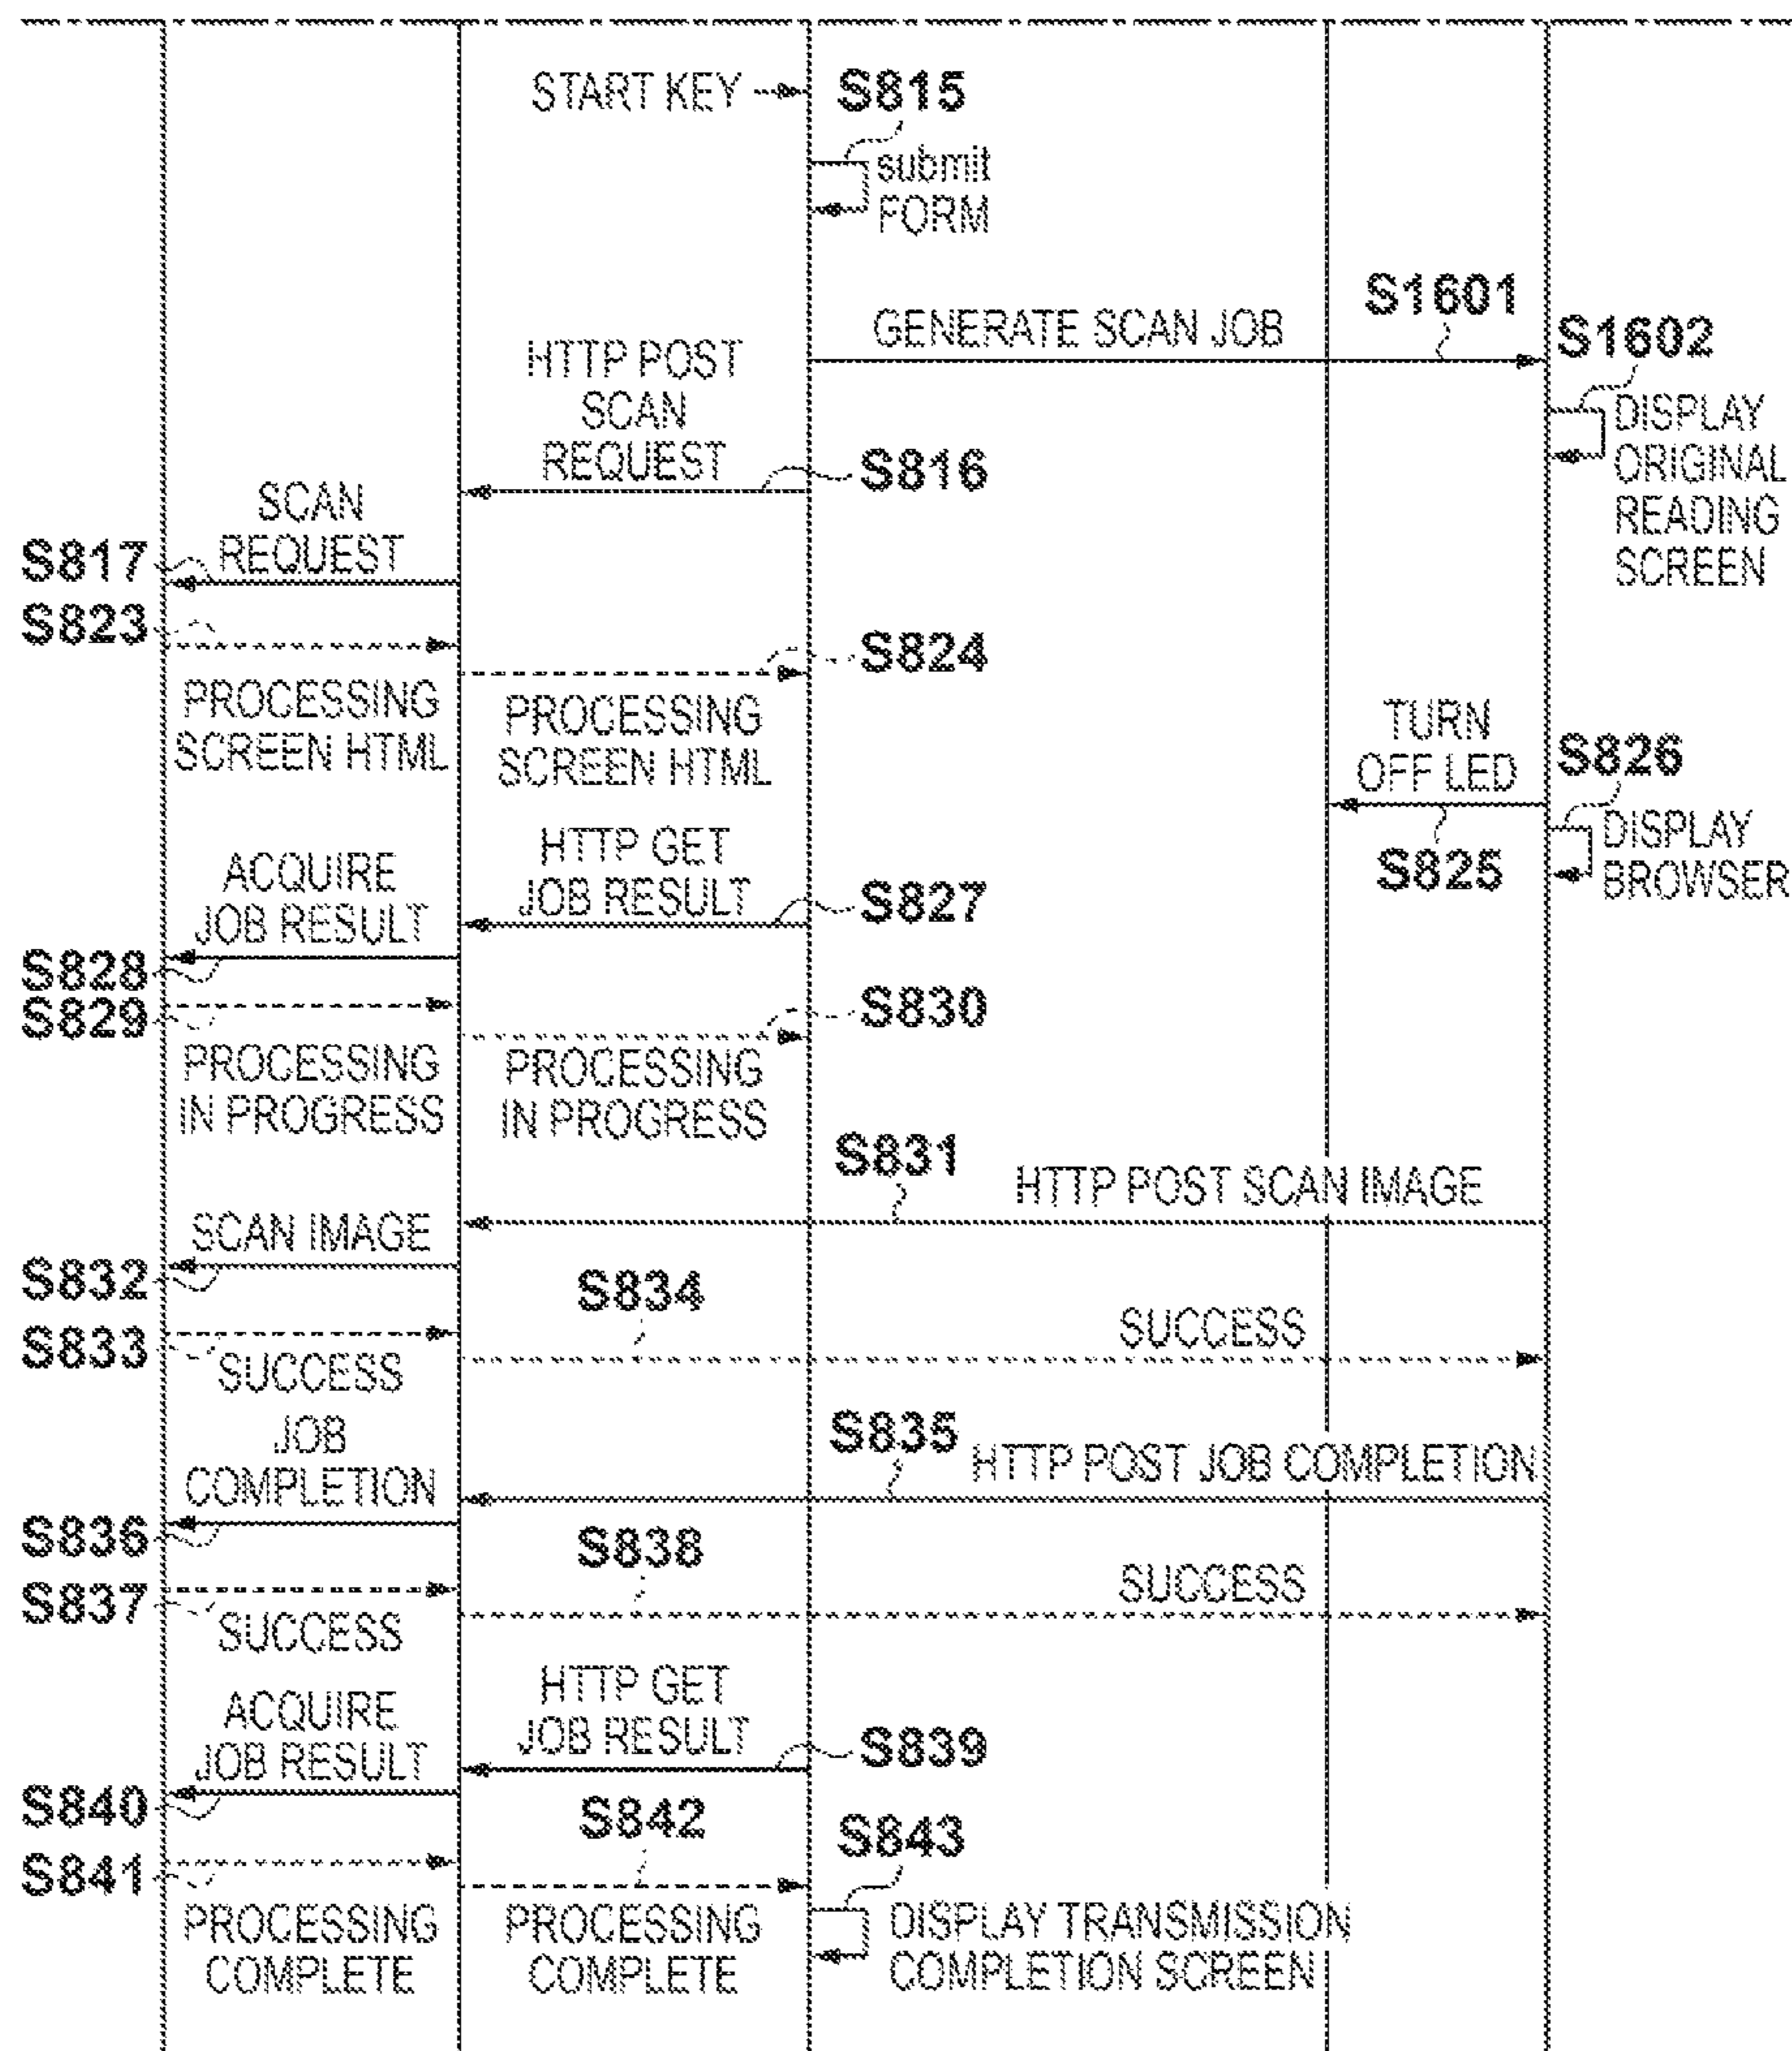 START KEY
S815
submit
FORM
GENERATE SCAN JOB
S1601
S1602
DISPLAY
ORIGINAL
READING
SCREEN
HTTP POST
SCAN
REQUEST
S816
SCAN
REQUEST
S817
S823
PROCESSING
SCREEN HTML
S824
PROCESSING
SCREEN HTML
TURN
OFF LED
S825
S826
DISPLAY
BROWSER
HTTP GET
JOB RESULT
S827
ACQUIRE
JOB RESULT
S828
S829
PROCESSING
IN PROGRESS
S830
PROCESSING
IN PROGRESS
S831
HTTP POST SCAN IMAGE
SCAN IMAGE
S832
S833
SUCCESS
S834
SUCCESS
S835
HTTP POST JOB COMPLETION
JOB
COMPLETION
S836
S837
SUCCESS
S838
SUCCESS
HTTP GET
JOB RESULT
S839
ACQUIRE
JOB RESULT
S840
S841
PROCESSING
COMPLETE
S842
PROCESSING
COMPLETE
S843
DISPLAY TRANSMISSION
COMPLETION SCREEN